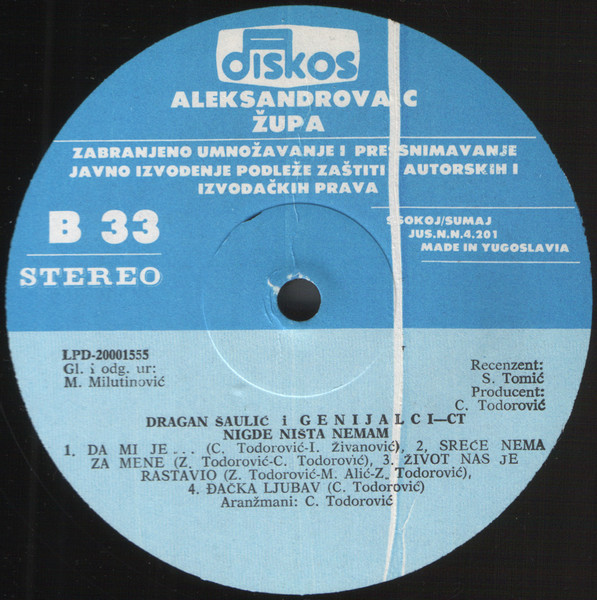 diskos
ALEKSANDROVAC
ŽUPA
ZABRANJENO UMNOŽAVANJE I PRESNIMAVANJE
JAVNO IZVOĐENJE PODLEŽE ZAŠTITI AUTORSKIH I
IZVOĐAČKIH PRAVA
B 33
STEREO
SOKOJ/SUMAJ
JUS.N.N.4.201
MADE IN YUGOSLAVIA
LPD-20001555
Gl. i odg. ur:
M. Milutinović
Recenzent:
S. Tomić
Producent:
C. Todorović
DRAGAN ŠAULIĆ i GENIJALCI—CT
NIGDE NIŠTA NEMAM
1. DA MI JE... (C. Todorović-I. Živanović), 2, SREĆE NEMA
ZA MENE (Z. Todorović-C. Todorović), 3. ŽIVOT NAS JE
RASTAVIO (Z. Todorović-M. Alić-Z. Todorović),
4. ĐAČKA LJUBAV (C. Todorović)
Aranžmani: C. Todorović